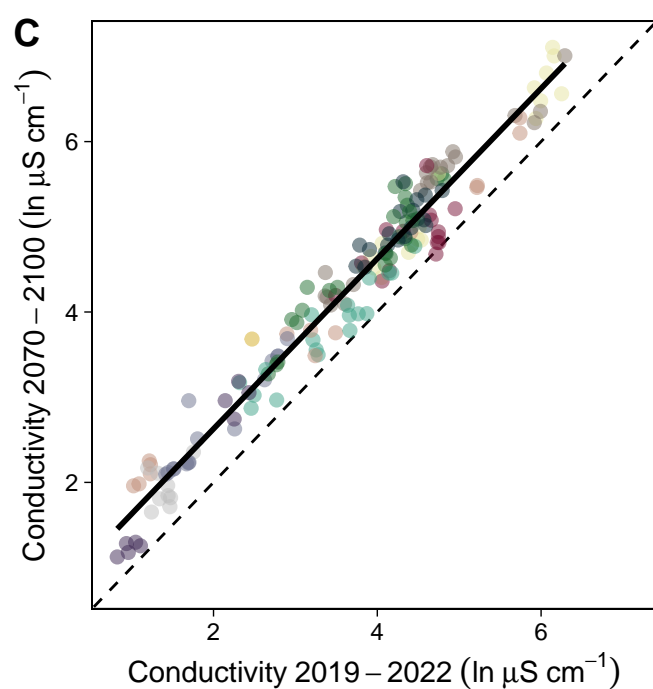 C
Conductivity 2070 – 2100 (ln μS cm⁻¹)
6
4
2
2 4 6
Conductivity 2019 – 2022 (ln μS cm⁻¹)